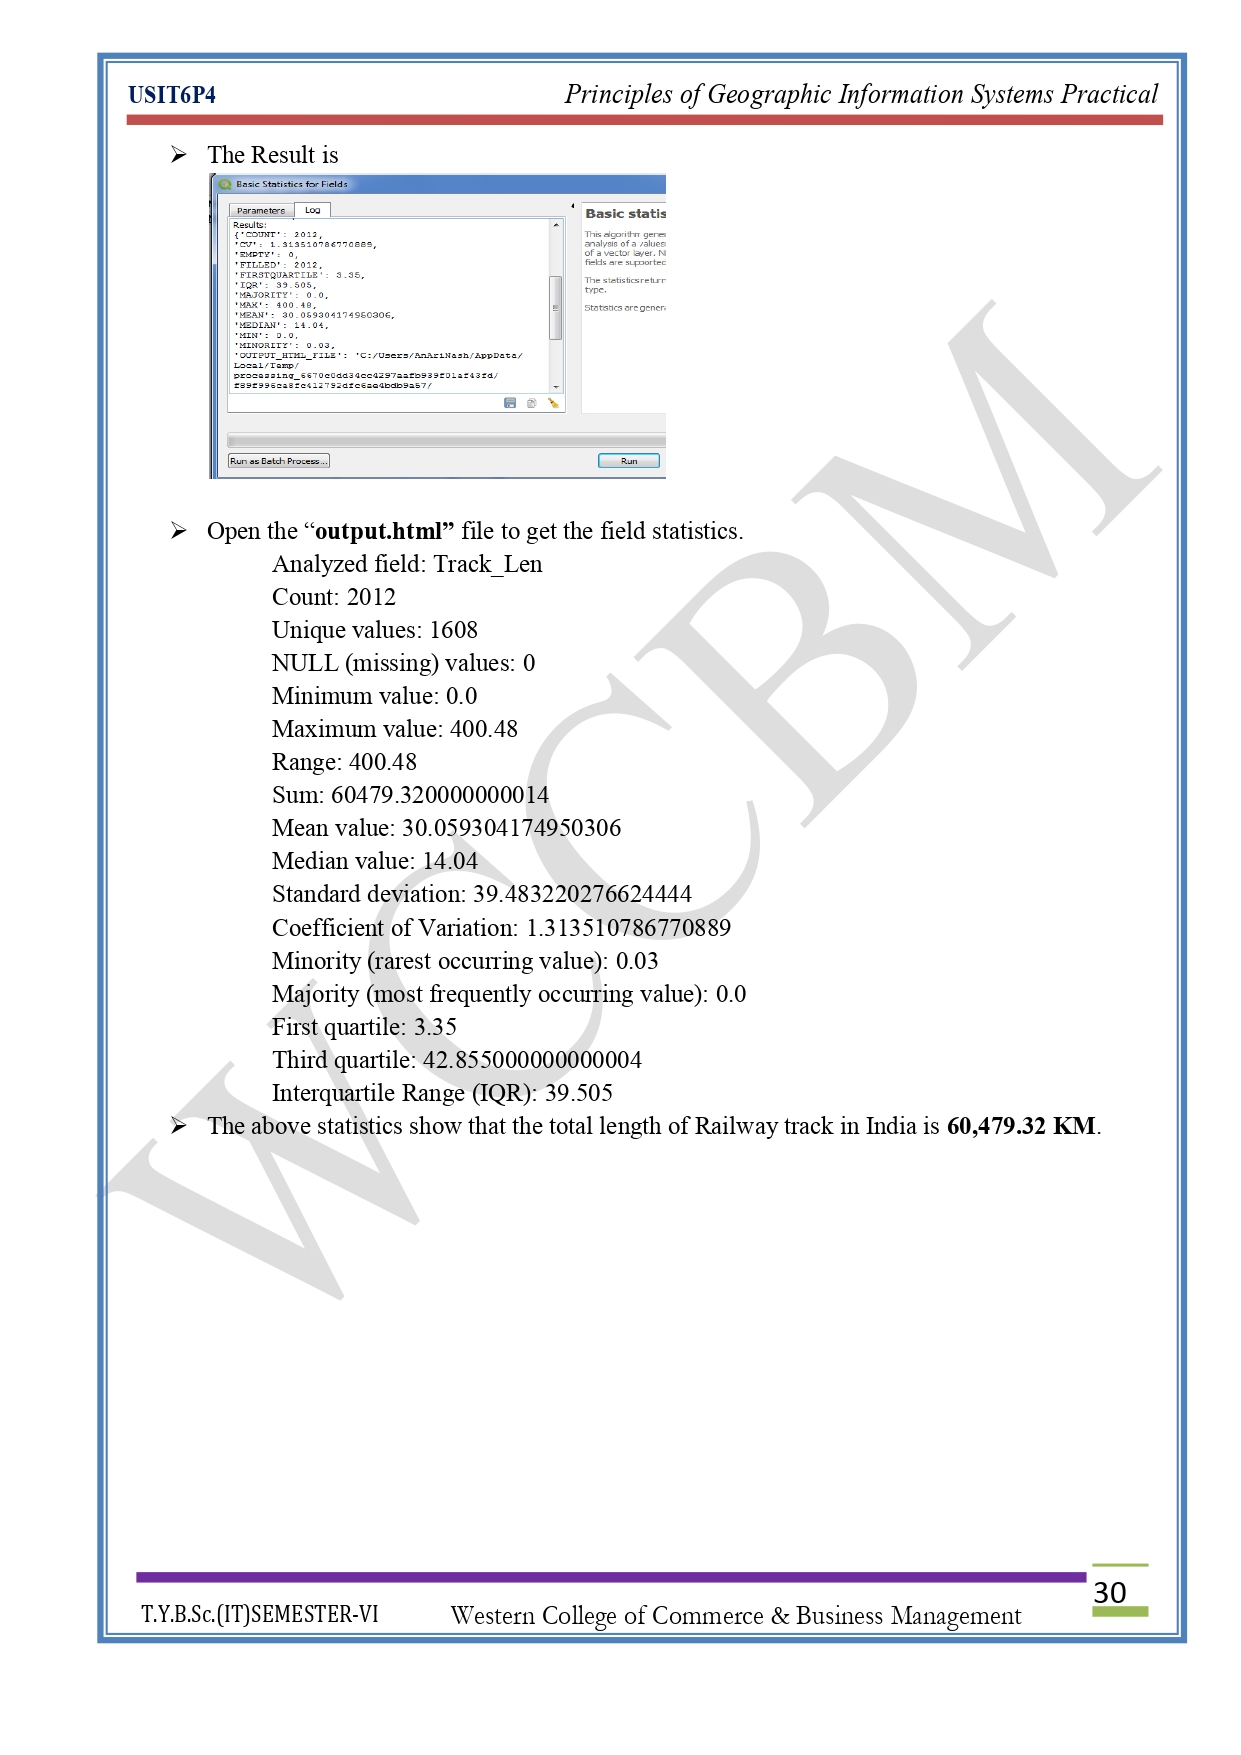 USIT6P4 Principles of Geographic Information Systems Practical
➢ The Result is
Basic Statistics for Fields
Parameters Log
Results:
{'COUNT': 2012,
'CV': 1.313510786770889,
'EMPTY': 0,
'FILLED': 2012,
'FIRSTQUARTILE': 3.35,
'IQR': 39.505,
'MAJORITY': 0.0,
'MAX': 400.48,
'MEAN': 30.059304174950306,
'MEDIAN': 14.04,
'MIN': 0.0,
'MINORITY': 0.03,
'OUTPUT_HTML_FILE': 'C:/Users/AnAriNash/AppData/
Local/Temp/
Basic statis
This algorithm gene
analysis of a values
of a vector layer. N
fields are supported
The statistics return
type.
Statistics are genera
Run as Batch Process... Run
➢ Open the “output.html” file to get the field statistics.
Analyzed field: Track_Len
Count: 2012
Unique values: 1608
NULL (missing) values: 0
Minimum value: 0.0
Maximum value: 400.48
Range: 400.48
Sum: 60479.320000000014
Mean value: 30.059304174950306
Median value: 14.04
Standard deviation: 39.483220276624444
Coefficient of Variation: 1.313510786770889
Minority (rarest occurring value): 0.03
Majority (most frequently occurring value): 0.0
First quartile: 3.35
Third quartile: 42.855000000000004
Interquartile Range (IQR): 39.505
➢ The above statistics show that the total length of Railway track in India is 60,479.32 KM.
WCCBM
T.Y.B.Sc.(IT)SEMESTER-VI Western College of Commerce & Business Management 30